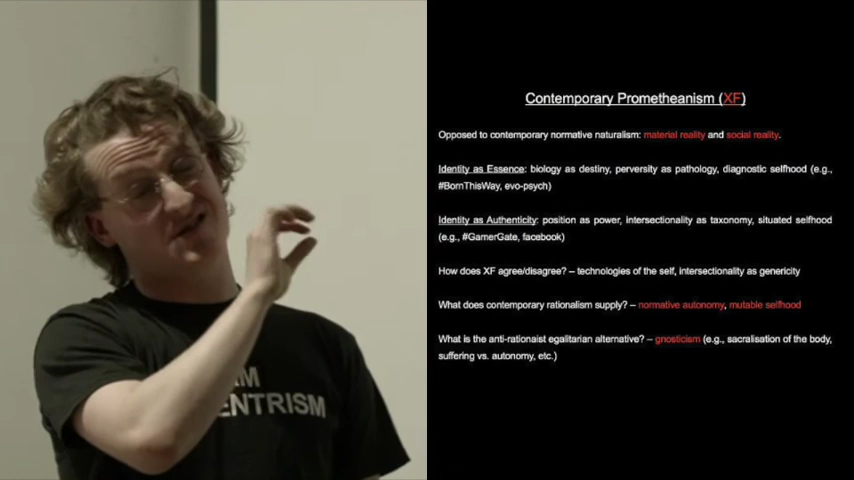 AM
ENTRISM
Contemporary Prometheanism (XF)
Opposed to contemporary normative naturalism: material reality and social reality.
Identity as Essence: biology as destiny, perversity as pathology, diagnostic selfhood (e.g.,
#BornThisWay, evo-psych)
Identity as Authenticity: position as power, intersectionality as taxonomy, situated selfhood
(e.g., #GamerGate, facebook)
How does XF agree/disagree? – technologies of the self, intersectionality as genericity
What does contemporary rationalism supply? – normative autonomy, mutable selfhood
What is the anti-rationaist egalitarian alternative? – gnosticism (e.g., sacralisation of the body,
suffering vs. autonomy, etc.)